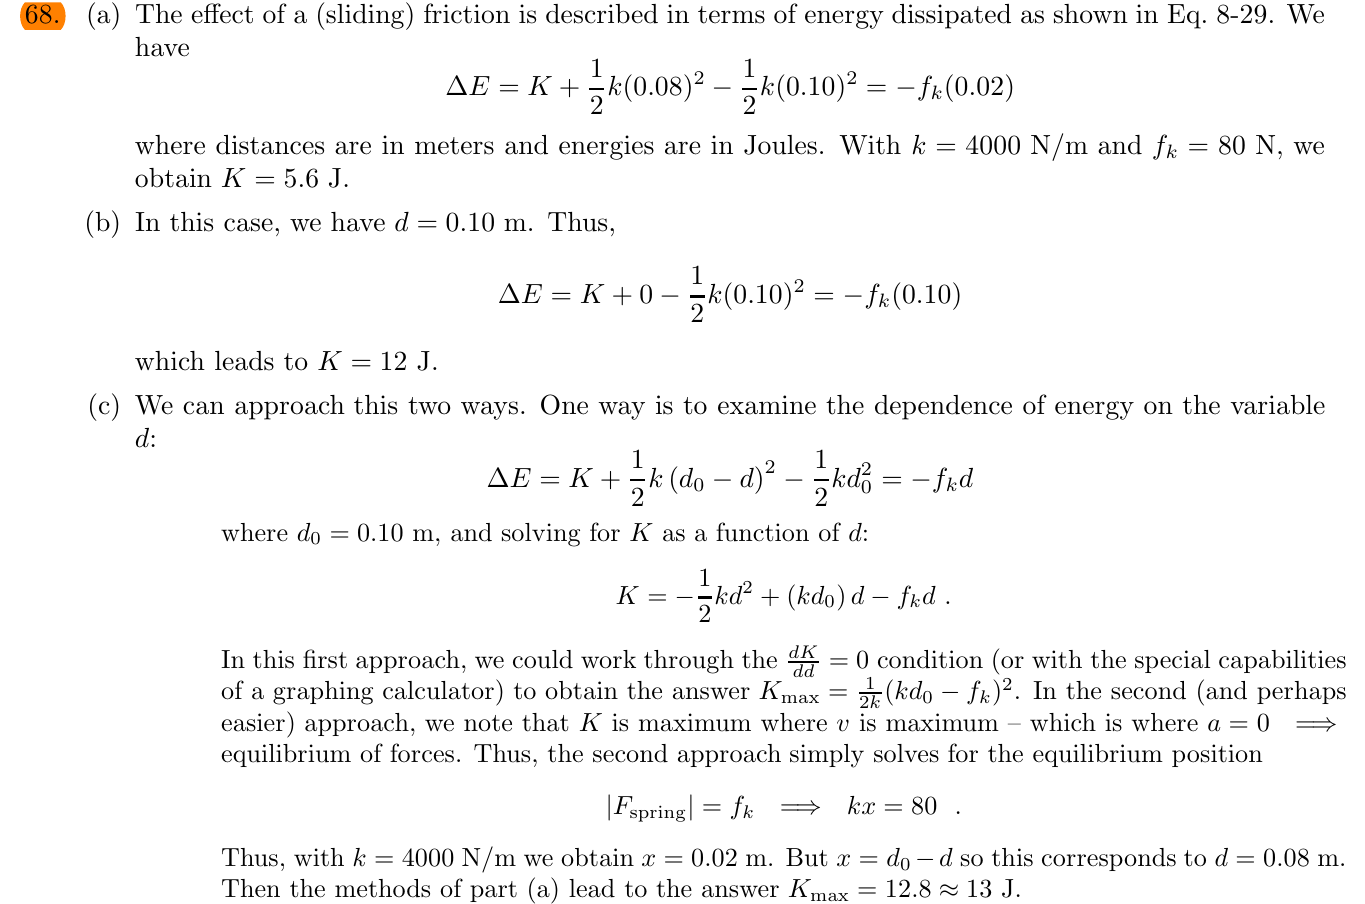 68. (a) The effect of a (sliding) friction is described in terms of energy dissipated as shown in Eq. 8-29. We
have
ΔE = K + \frac{1}{2}k(0.08)^2 − \frac{1}{2}k(0.10)^2 = −f_k(0.02)
where distances are in meters and energies are in Joules. With k = 4000 N/m and f_k = 80 N, we
obtain K = 5.6 J.
(b) In this case, we have d = 0.10 m. Thus,
ΔE = K + 0 − \frac{1}{2}k(0.10)^2 = −f_k(0.10)
which leads to K = 12 J.
(c) We can approach this two ways. One way is to examine the dependence of energy on the variable
d:
ΔE = K + \frac{1}{2}k (d_0 − d)^2 − \frac{1}{2}kd_0^2 = −f_kd
where d_0 = 0.10 m, and solving for K as a function of d:
K = −\frac{1}{2}kd^2 + (kd_0) d − f_kd .
In this first approach, we could work through the \frac{dK}{dd} = 0 condition (or with the special capabilities
of a graphing calculator) to obtain the answer K_{max} = \frac{1}{2k}(kd_0 − f_k)^2. In the second (and perhaps
easier) approach, we note that K is maximum where v is maximum – which is where a = 0 ⟹
equilibrium of forces. Thus, the second approach simply solves for the equilibrium position
|F_{spring}| = f_k ⟹ kx = 80 .
Thus, with k = 4000 N/m we obtain x = 0.02 m. But x = d_0 − d so this corresponds to d = 0.08 m.
Then the methods of part (a) lead to the answer K_{max} = 12.8 ≈ 13 J.